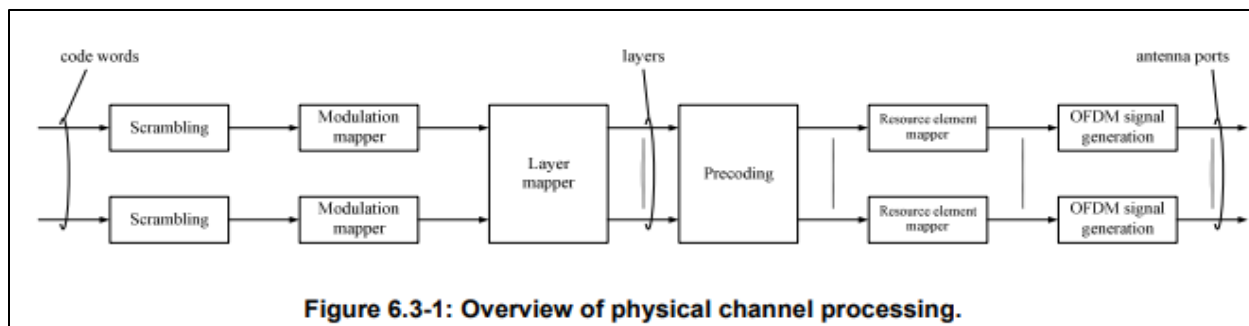 code words
layers
antenna ports
Scrambling
Modulation
mapper
Layer
mapper
Precoding
Resource element
mapper
OFDM signal
generation
Scrambling
Modulation
mapper
Resource element
mapper
OFDM signal
generation
Figure 6.3-1: Overview of physical channel processing.